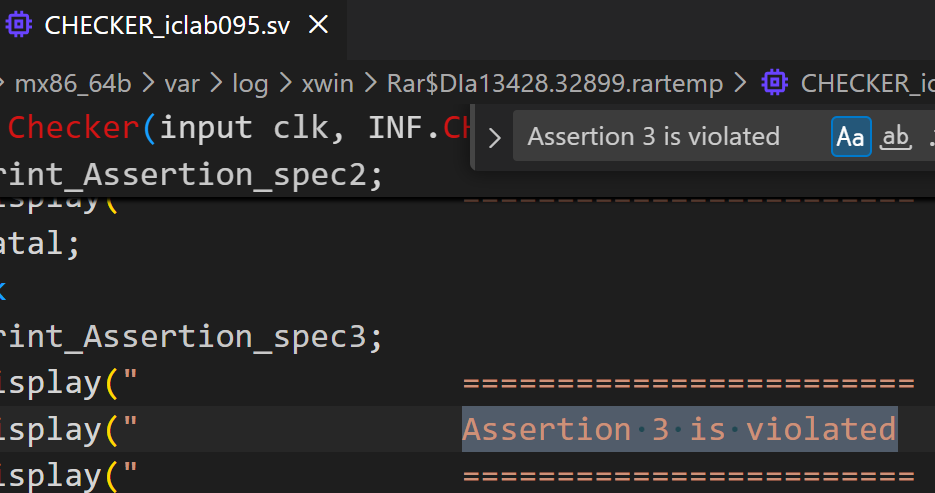 CHECKER_iclab095.sv
mx86_64b > var > log > xwin > Rar$DIa13428.32899.rartemp > CHECKER_ic
Assertion 3 is violated Aa ab
Checker(input clk, INF.CH
rint_Assertion_spec2;
isplay("                  ========================
atal;
k
rint_Assertion_spec3;
isplay("                  ========================
isplay("                  Assertion·3·is·violated
isplay("                  ========================